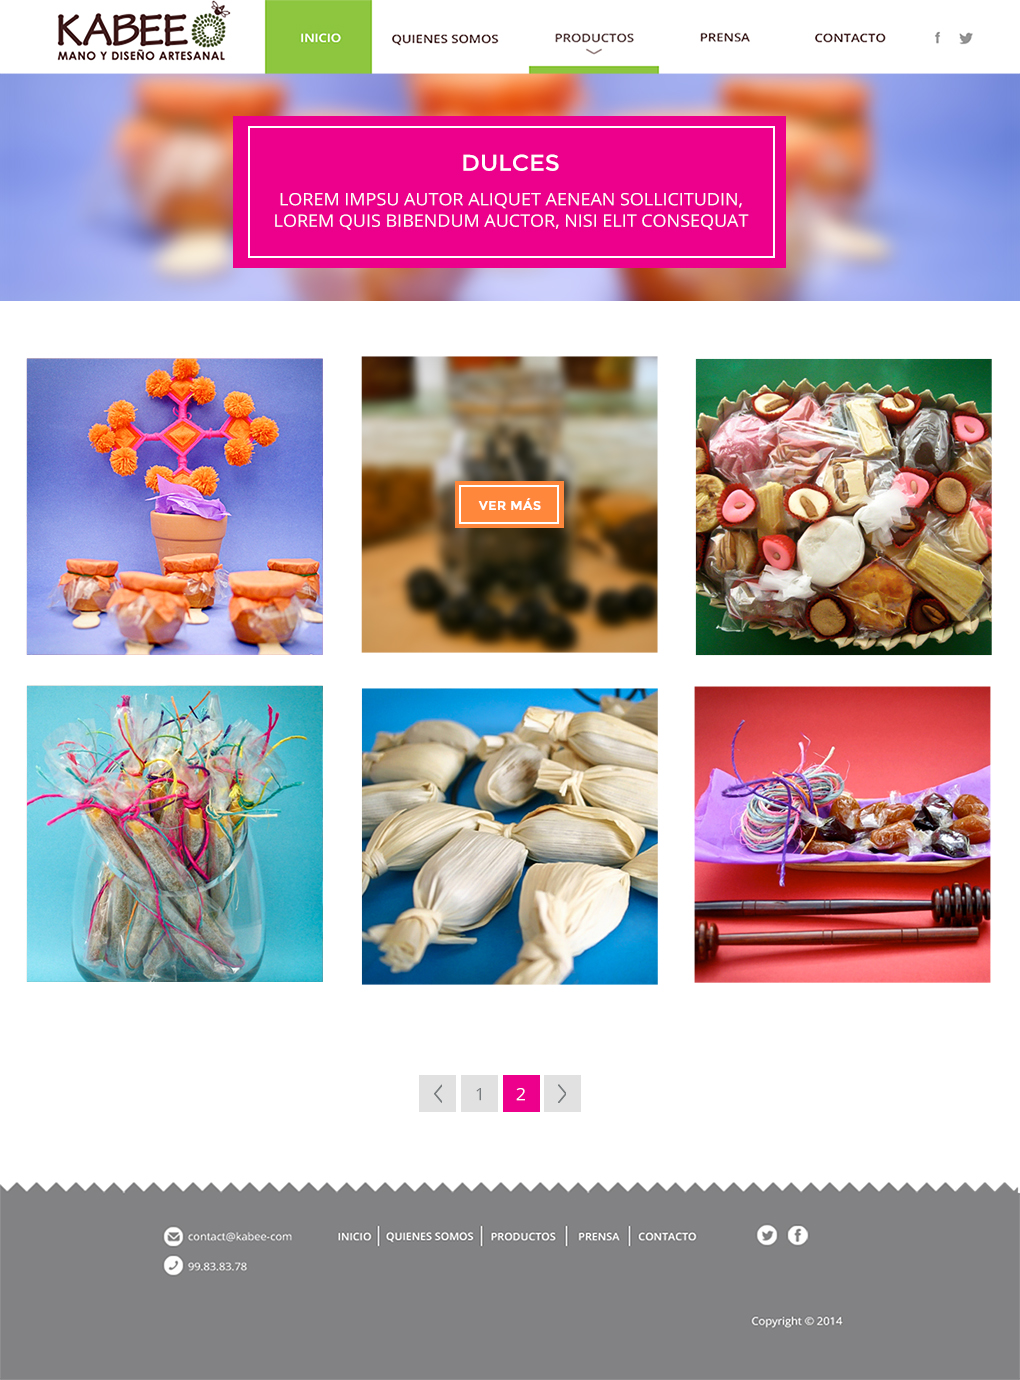 KABEE
MANO Y DISEÑO ARTESANAL
INICIO
QUIENES SOMOS
PRODUCTOS
PRENSA
CONTACTO
DULCES
LOREM IMPSU AUTOR ALIQUET AENEAN SOLLICITUDIN,
LOREM QUIS BIBENDUM AUCTOR, NISI ELIT CONSEQUAT
VER MÁS
1
2
contact@kabee-com
INICIO
QUIENES SOMOS
PRODUCTOS
PRENSA
CONTACTO
99.83.83.78
Copyright © 2014